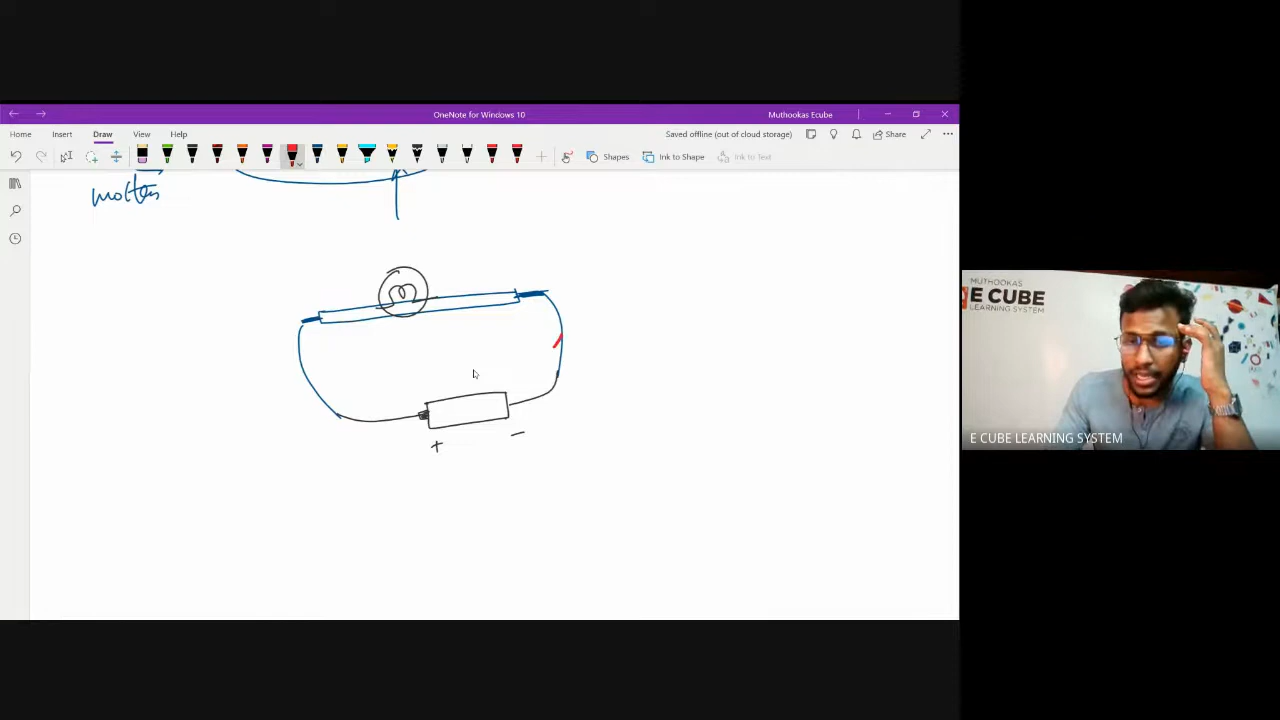 OneNote for Windows 10
Muthookas Ecube
Home Insert Draw View Help
Saved offline (out of cloud storage)
Share
Shapes
Ink to Shape
Ink to Text
molten
+
−
MUTHOOKAS
E CUBE
LEARNING SYSTEM
E CUBE LEARNING SYSTEM